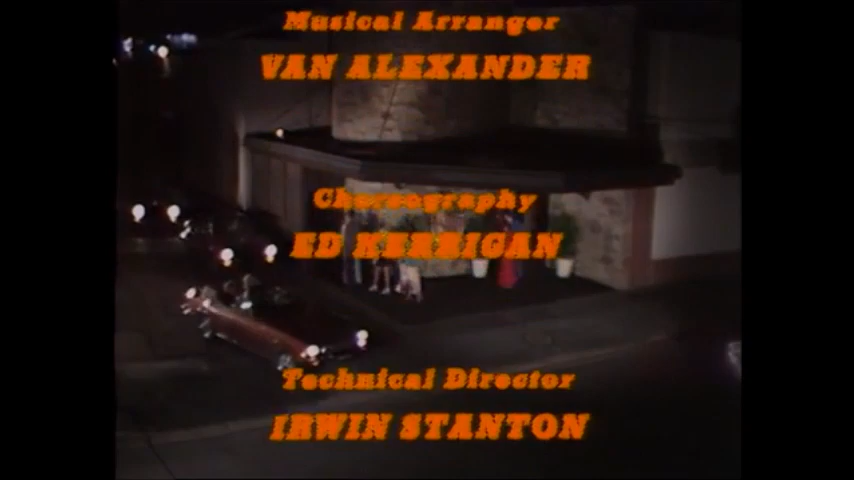 Musical Arranger
VAN ALEXANDER
Choreography
ED KERRIGAN
Technical Director
IRWIN STANTON